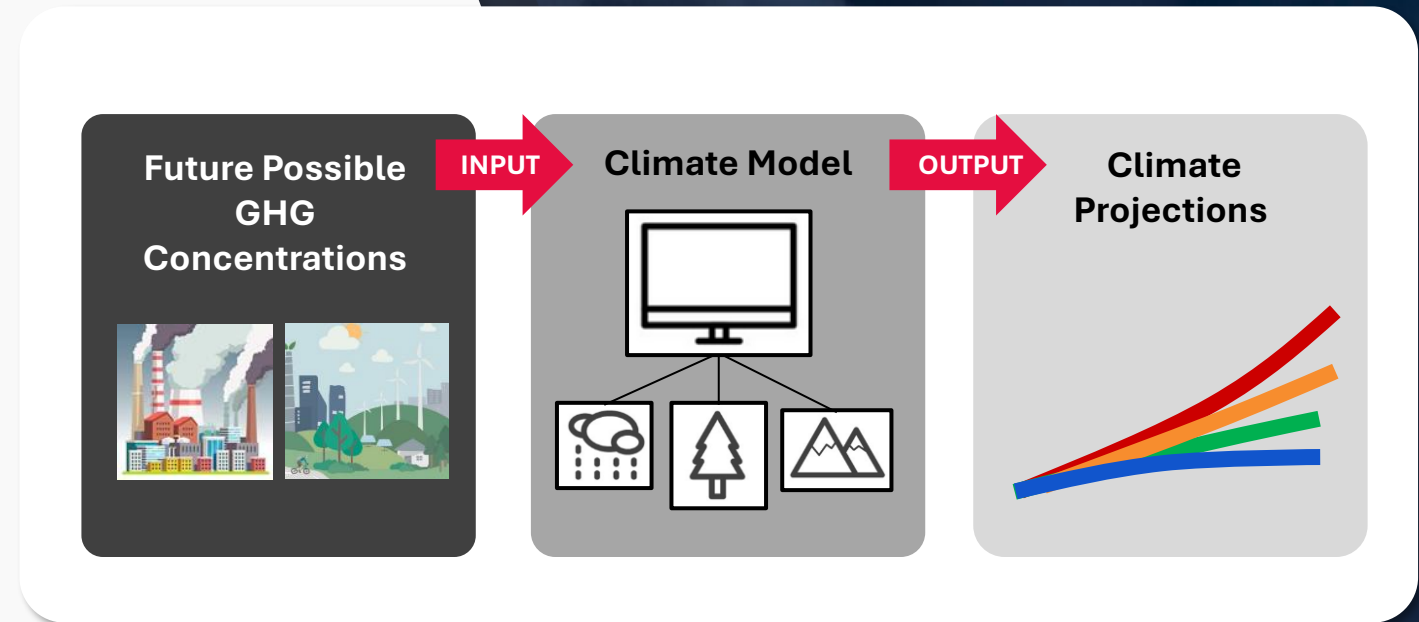 Future Possible
GHG
Concentrations
INPUT
Climate Model
OUTPUT
Climate
Projections